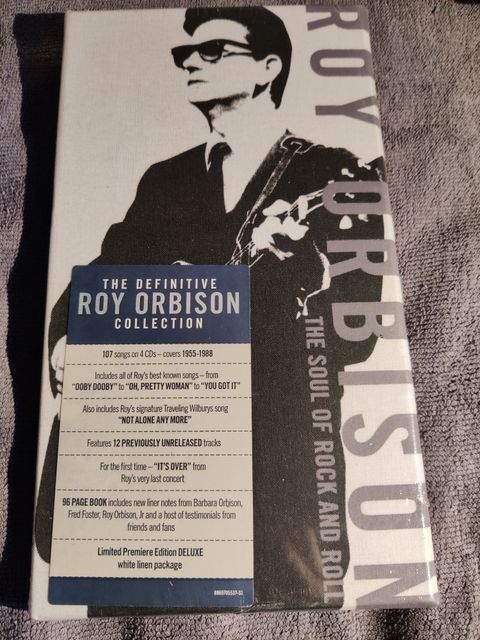 ROY ORBISON
THE SOUL OF ROCK AND ROLL
THE DEFINITIVE
ROY ORBISON
COLLECTION
107 songs on 4 CDs – covers 1955-1988
Includes all of Roy's best known songs – from
"OOBY DOOBY" to "OH, PRETTY WOMAN" to "YOU GOT IT"
Also includes Roy's signature Traveling Wilburys song
"NOT ALONE ANY MORE"
Features 12 PREVIOUSLY UNRELEASED tracks
For the first time – "IT'S OVER" from
Roy's very last concert
96 PAGE BOOK includes new liner notes from Barbara Orbison,
Fred Foster, Roy Orbison, Jr and a host of testimonials from
friends and fans
Limited Premiere Edition DELUXE
white linen package